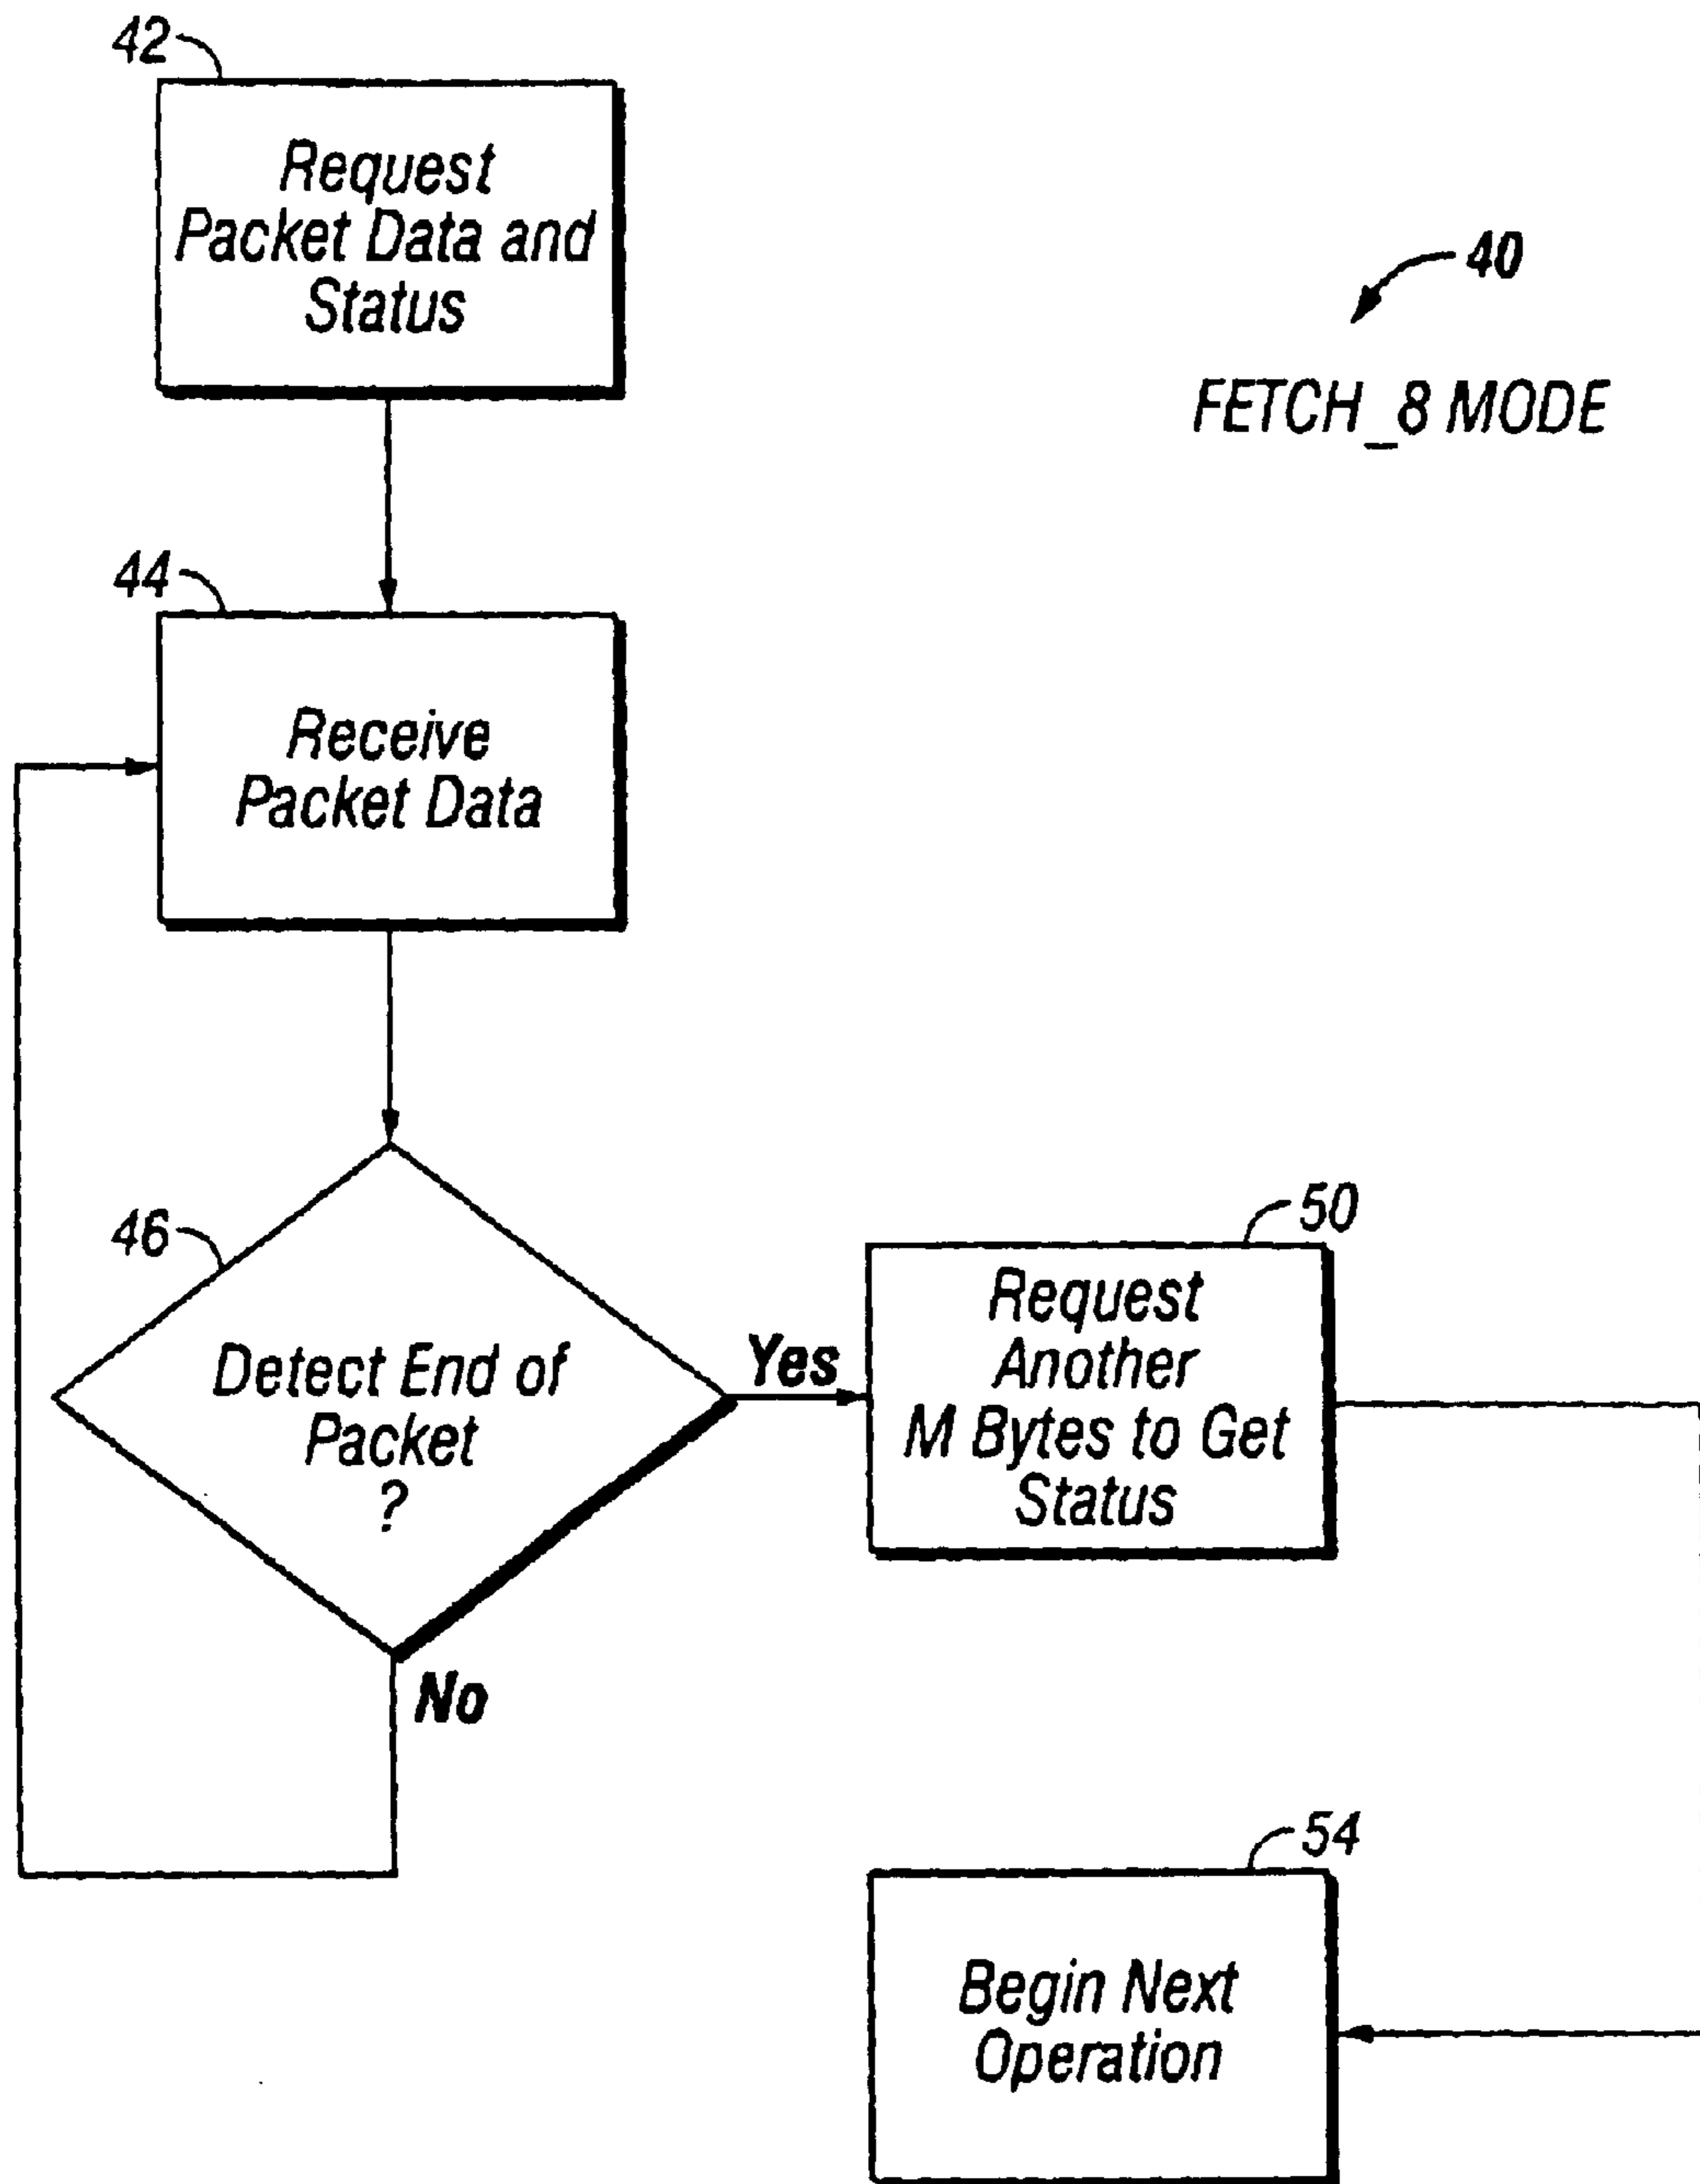 42
Request
Packet Data and
Status
40
FETCH_8 MODE
44
Receive
Packet Data
46
Detect End of
Packet
?
Yes
No
50
Request
Another
M Bytes to Get
Status
54
Begin Next
Operation